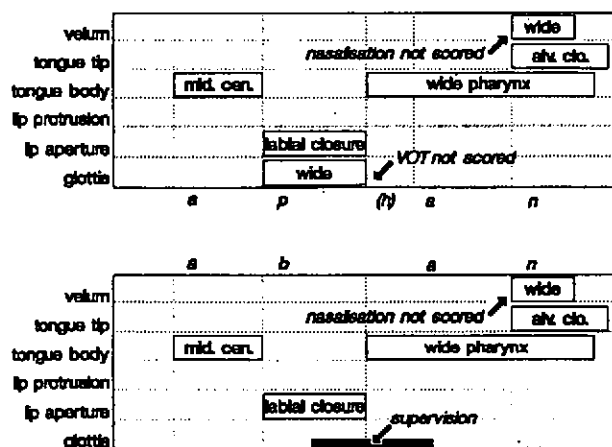 velum wide
nasalisation not scored
tongue tip alv. clo.
tongue body mid. cen. wide pharynx
lip protrusion
lip aperture labial closure
VOT not scored
glottis wide
a p (h) a n
a b a n
velum wide
nasalisation not scored
tongue tip alv. clo.
tongue body mid. cen. wide pharynx
lip protrusion
lip aperture labial closure
supervision
glottis